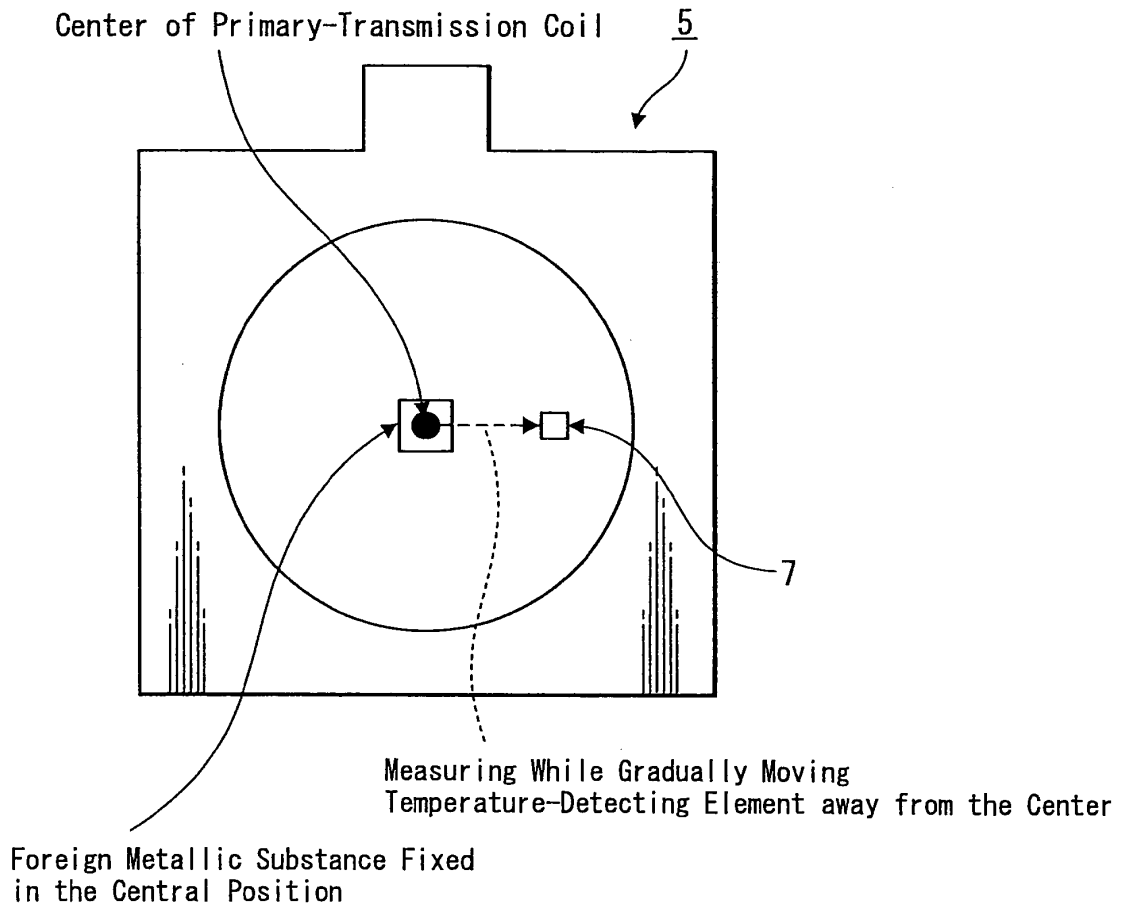 Center of Primary-Transmission Coil 5
7
Measuring While Gradually Moving
Temperature-Detecting Element away from the Center
Foreign Metallic Substance Fixed
in the Central Position